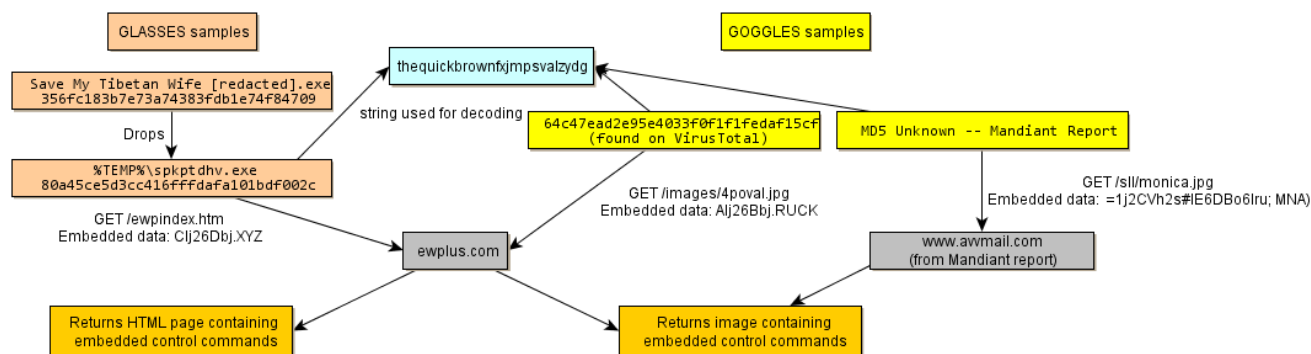 GLASSES samples
GOGGLES samples
thequickbrownfxjmpsvalzydg
Save My Tibetan Wife [redacted].exe
356fc183b7e73a74383fdb1e74f84709
string used for decoding
Drops
64c47ead2e95e4033f0f1f1fedaf15cf
(found on VirusTotal)
MD5 Unknown -- Mandiant Report
%TEMP%\spkptdhv.exe
80a45ce5d3cc416fffdafa101bdf002c
GET /ewpindex.htm
Embedded data: Clj26Dbj.XYZ
GET /images/4poval.jpg
Embedded data: Alj26Bbj.RUCK
GET /sll/monica.jpg
Embedded data: =1j2CVh2s#IE6DBo6Iru; MNA)
ewplus.com
www.avvmail.com
(from Mandiant report)
Returns HTML page containing
embedded control commands
Returns image containing
embedded control commands